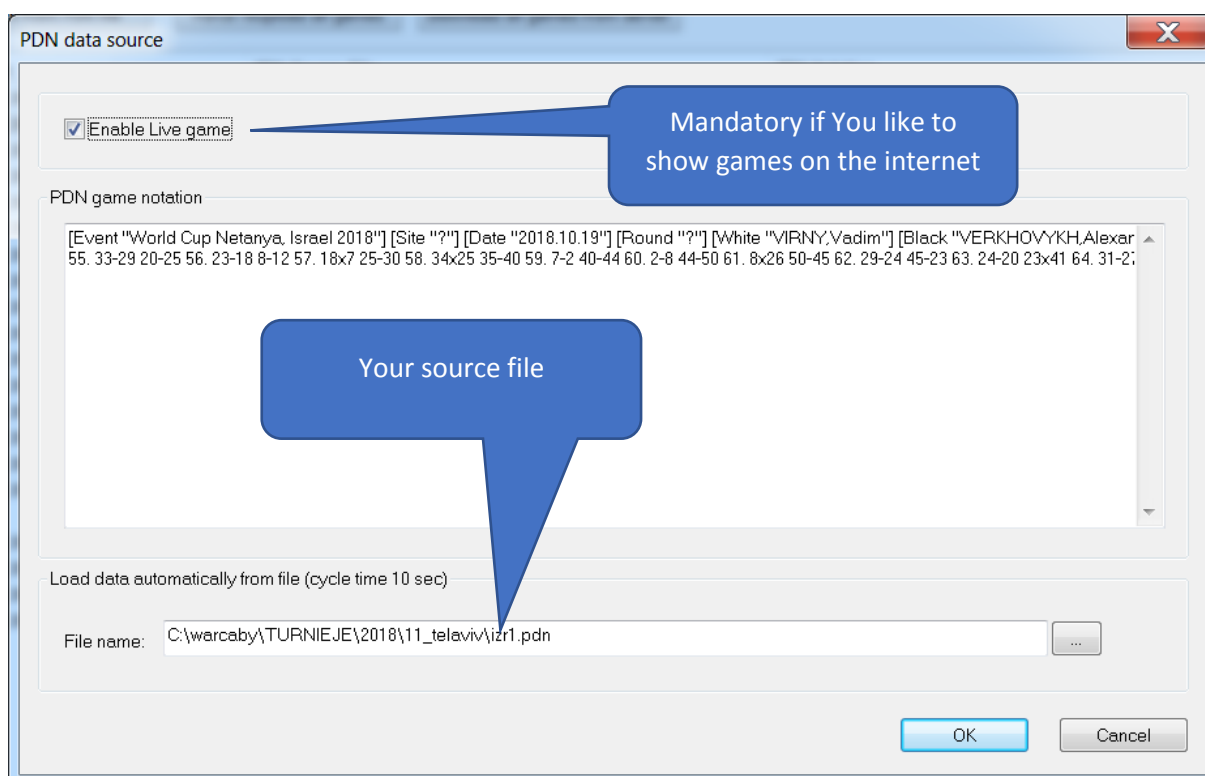 PDN data source
Enable Live game
Mandatory if You like to
show games on the internet
PDN game notation
[Event "World Cup Netanya, Israel 2018"] [Site "?"] [Date "2018.10.19"] [Round "?"] [White "VIRNY,Vadim"] [Black "VERKHOVYKH,Alexar
55. 33-29 20-25 56. 23-18 8-12 57. 18x7 25-30 58. 34x25 35-40 59. 7-2 40-44 60. 2-8 44-50 61. 8x26 50-45 62. 29-24 45-23 63. 24-20 23x41 64. 31-27
Your source file
Load data automatically from file (cycle time 10 sec)
File name: C:\warcaby\TURNIEJE\2018\11_telaviv\izr1.pdn ...
OK Cancel